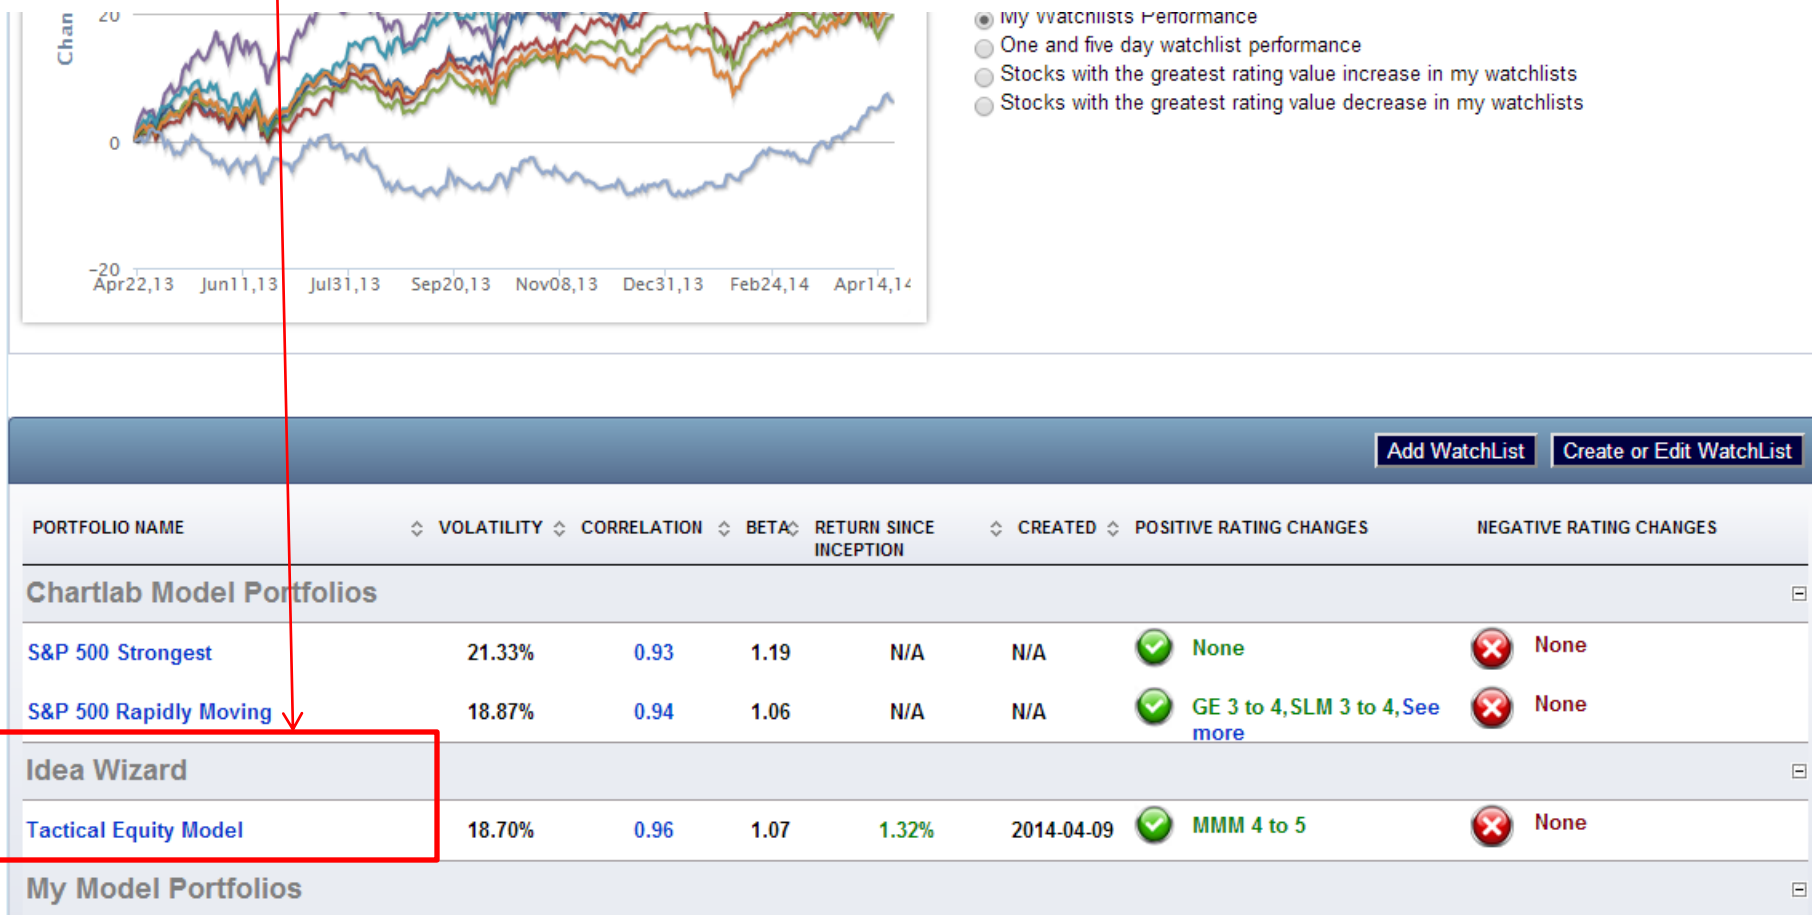 Chan
20
0
-20
Apr22,13 Jun11,13 Jul31,13 Sep20,13 Nov08,13 Dec31,13 Feb24,14 Apr14,14
My Watchlists Performance
One and five day watchlist performance
Stocks with the greatest rating value increase in my watchlists
Stocks with the greatest rating value decrease in my watchlists
Add WatchList Create or Edit WatchList
PORTFOLIO NAME VOLATILITY CORRELATION BETA RETURN SINCE INCEPTION CREATED POSITIVE RATING CHANGES NEGATIVE RATING CHANGES
Chartlab Model Portfolios
S&P 500 Strongest 21.33% 0.93 1.19 N/A N/A None None
S&P 500 Rapidly Moving 18.87% 0.94 1.06 N/A N/A GE 3 to 4,SLM 3 to 4,See more None
Idea Wizard
Tactical Equity Model 18.70% 0.96 1.07 1.32% 2014-04-09 MMM 4 to 5 None
My Model Portfolios